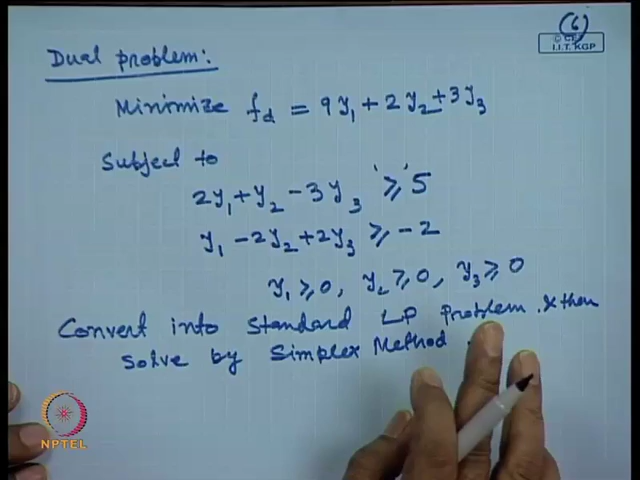 6
© CET
I.I.T. KGP
Dual problem:
Minimize f_d = 9y₁ + 2y₂ + 3y₃
Subject to
2y₁ + y₂ - 3y₃ ≥ 5
y₁ - 2y₂ + 2y₃ ≥ -2
y₁ ≥ 0, y₂ ≥ 0, y₃ ≥ 0
Convert into standard LP problem & then
solve by Simplex Method.
NPTEL